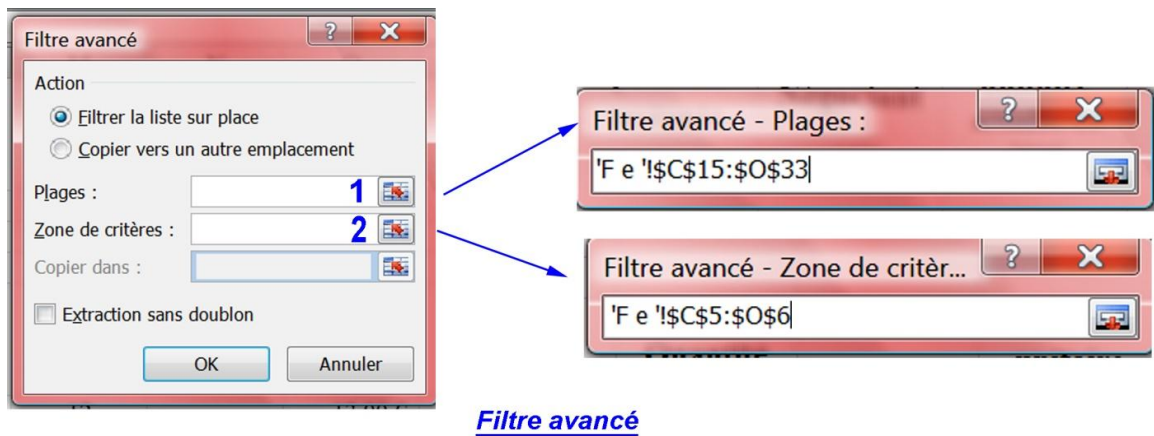 Filtre avancé
Action
Filtrer la liste sur place
Copier vers un autre emplacement
Plages :
1
Zone de critères :
2
Copier dans :
Extraction sans doublon
OK
Annuler
Filtre avancé - Plages :
'F e '!$C$15:$O$33
Filtre avancé - Zone de critèr...
'F e '!$C$5:$O$6
Filtre avancé